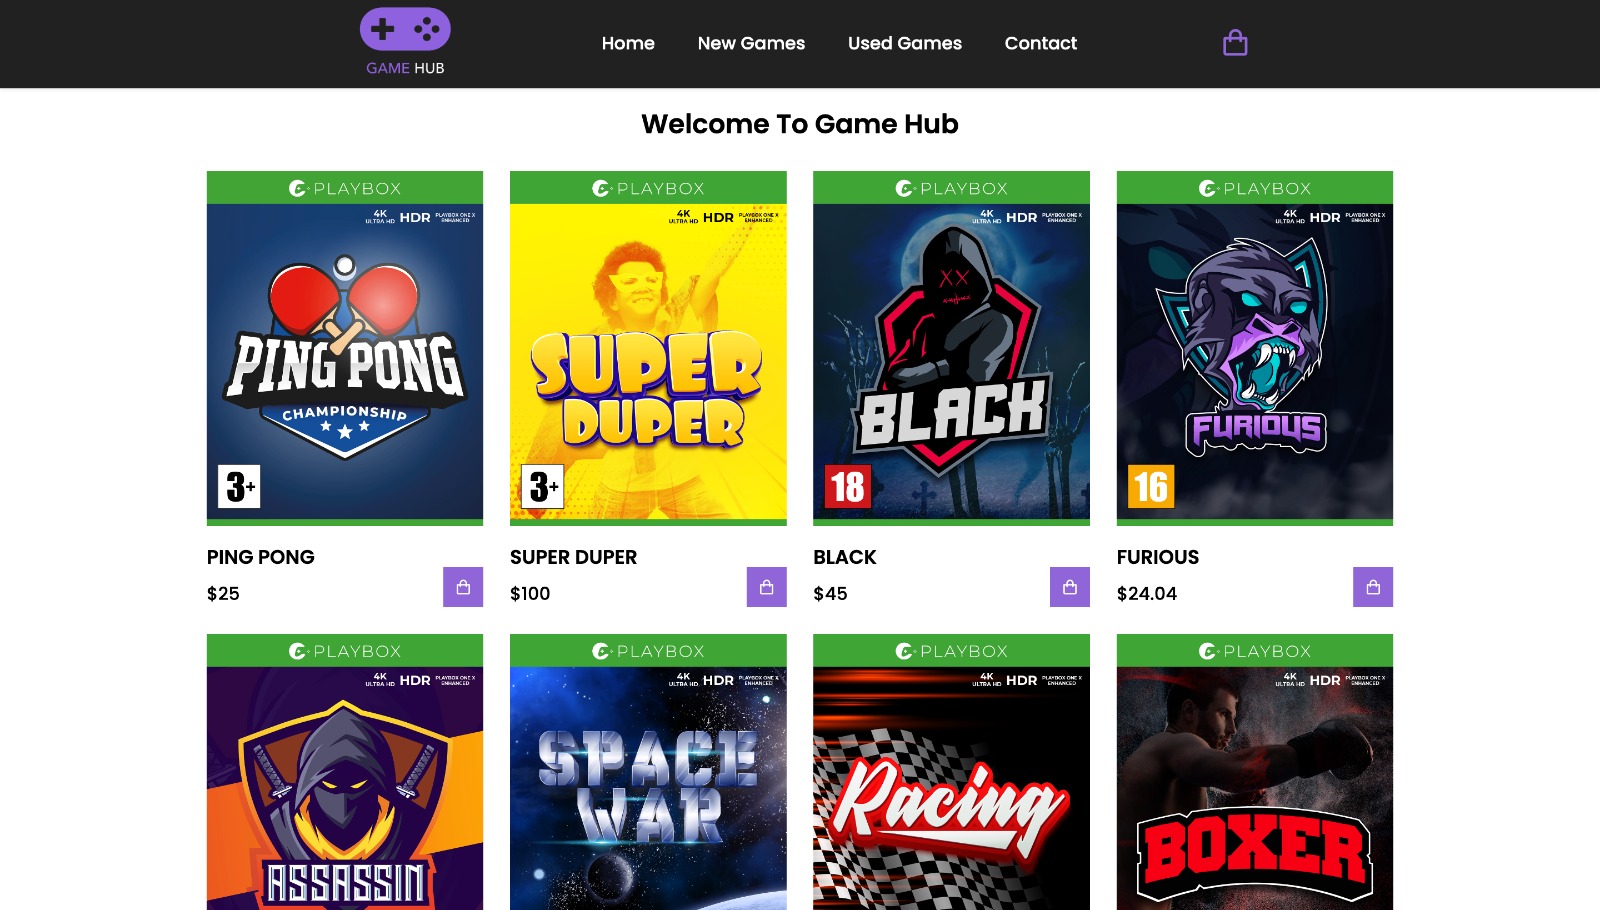 GAME HUB
Home
New Games
Used Games
Contact
Welcome To Game Hub
PLAYBOX
4K
ULTRA HD
HDR
PLAYBOX ONE X
ENHANCED
PING PONG
CHAMPIONSHIP
3+
PING PONG
$25
PLAYBOX
4K
ULTRA HD
HDR
PLAYBOX ONE X
ENHANCED
SUPER
DUPER
3+
SUPER DUPER
$100
PLAYBOX
4K
ULTRA HD
HDR
PLAYBOX ONE X
ENHANCED
BLACK
18
BLACK
$45
PLAYBOX
4K
ULTRA HD
HDR
PLAYBOX ONE X
ENHANCED
FURIOUS
16
FURIOUS
$24.04
PLAYBOX
4K
ULTRA HD
HDR
PLAYBOX ONE X
ENHANCED
ASSASSIN
PLAYBOX
4K
ULTRA HD
HDR
PLAYBOX ONE X
ENHANCED
SPACE
WAR
PLAYBOX
4K
ULTRA HD
HDR
PLAYBOX ONE X
ENHANCED
Racing
PLAYBOX
4K
ULTRA HD
HDR
PLAYBOX ONE X
ENHANCED
BOXER